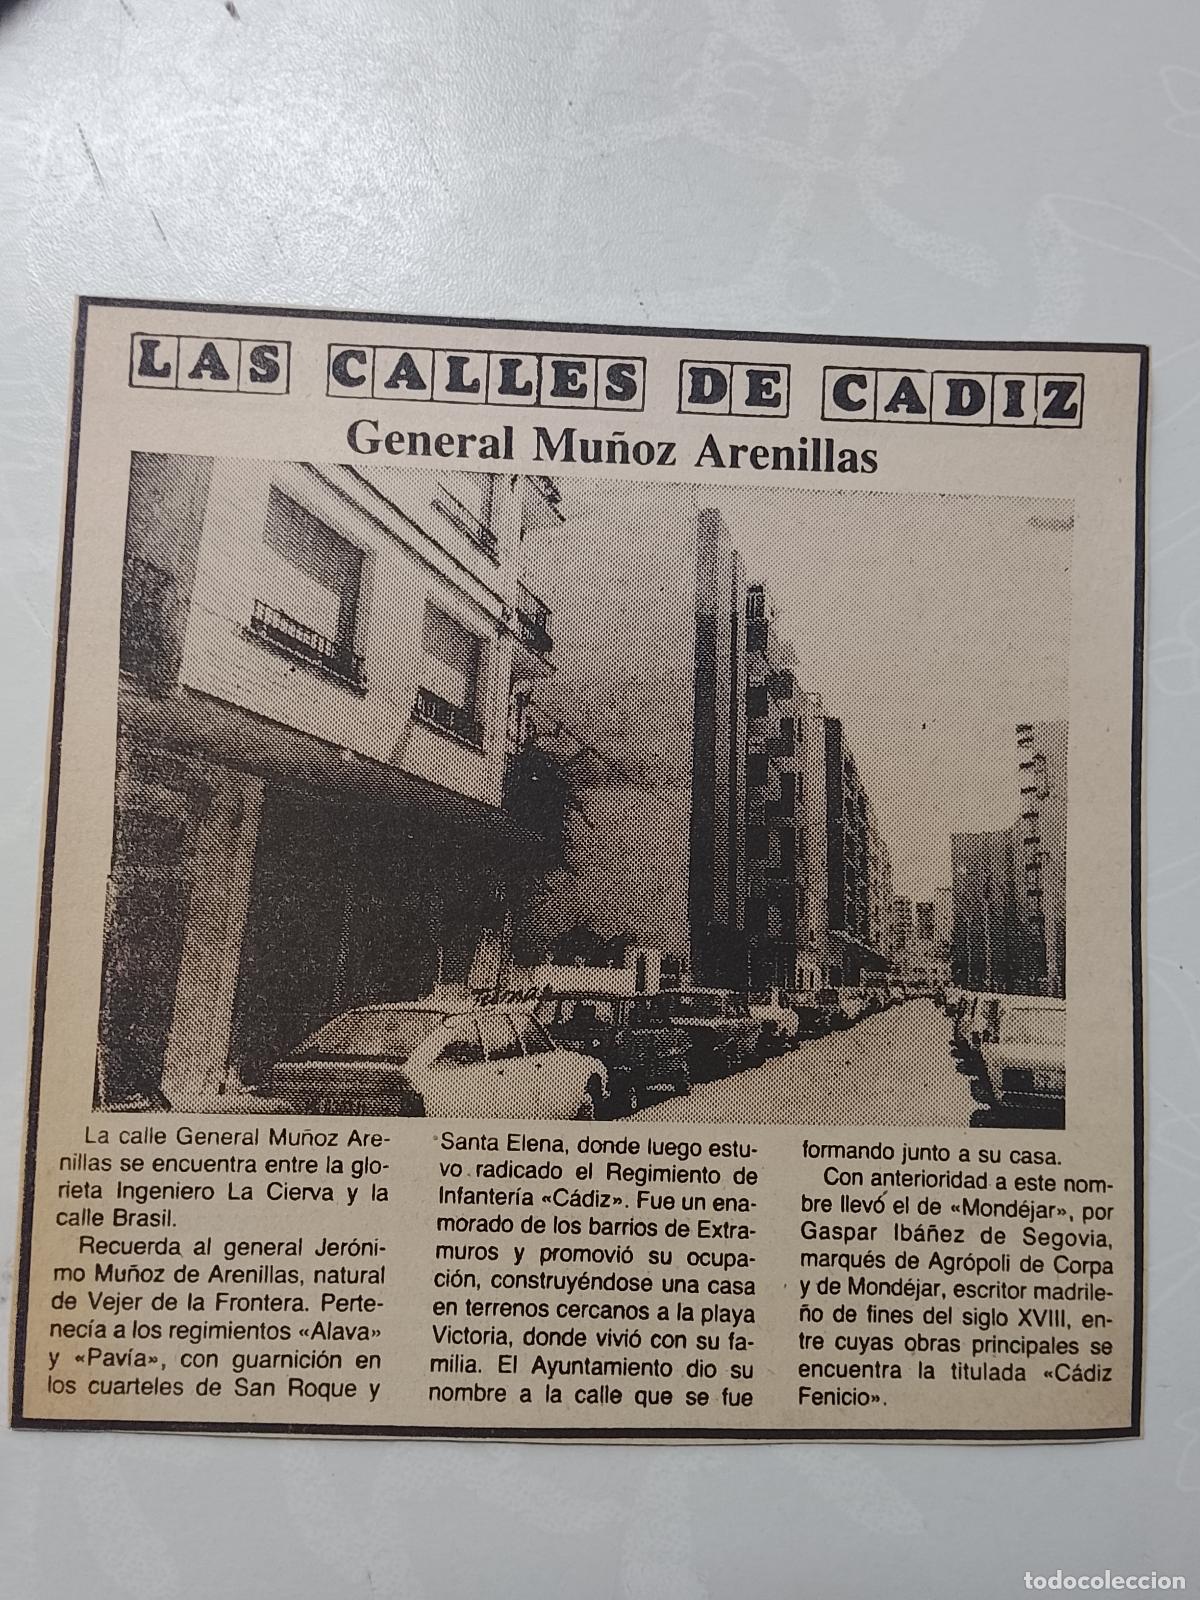 LAS CALLES DE CADIZ
General Muñoz Arenillas
La calle General Muñoz Are-
nillas se encuentra entre la glo-
rieta Ingeniero La Cierva y la
calle Brasil.
Recuerda al general Jeróni-
mo Muñoz de Arenillas, natural
de Vejer de la Frontera. Perte-
necía a los regimientos «Alava»
y «Pavía», con guarnición en
los cuarteles de San Roque y
Santa Elena, donde luego estu-
vo radicado el Regimiento de
Infantería «Cádiz». Fue un ena-
morado de los barrios de Extra-
muros y promovió su ocupa-
ción, construyéndose una casa
en terrenos cercanos a la playa
Victoria, donde vivió con su fa-
milia. El Ayuntamiento dio su
nombre a la calle que se fue
formando junto a su casa.
Con anterioridad a este nom-
bre llevó el de «Mondéjar», por
Gaspar Ibáñez de Segovia,
marqués de Agrópoli de Corpa
y de Mondéjar, escritor madrile-
ño de fines del siglo XVIII, en-
tre cuyas obras principales se
encuentra la titulada «Cádiz
Fenicio».
todocoleccion